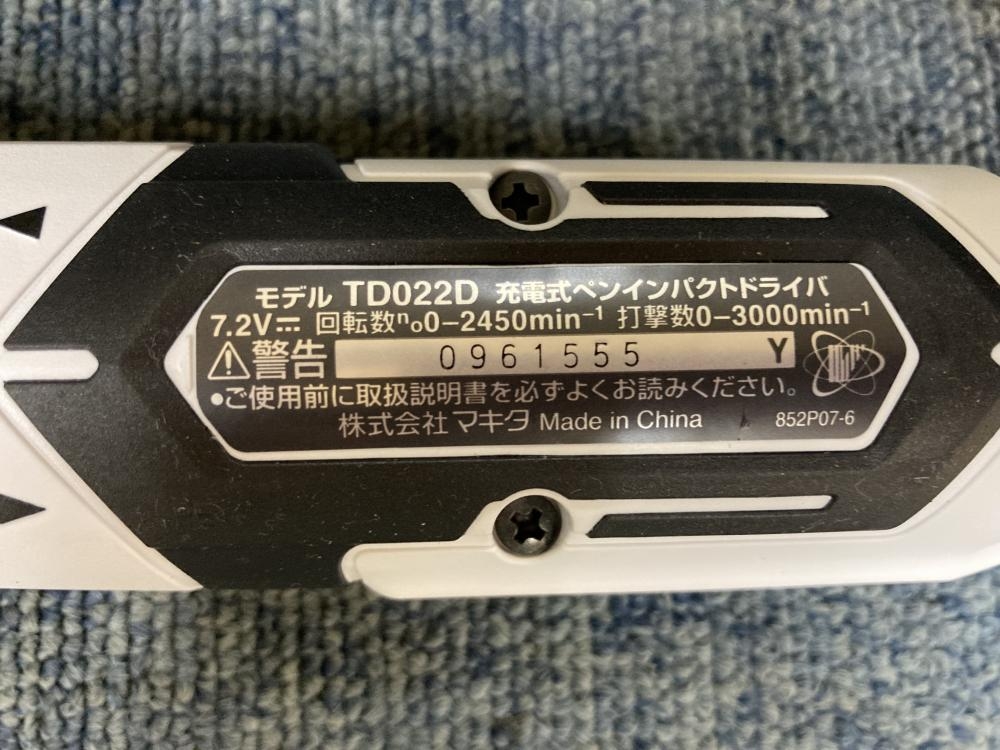 モデル TD022D 充電式ペンインパクトドライバ
7.2V⎓ 回転数n₀0-2450min⁻¹ 打撃数0-3000min⁻¹
⚠警告 0961555 Y
•ご使用前に取扱説明書を必ずよくお読みください。
株式会社マキタ Made in China 852P07-6